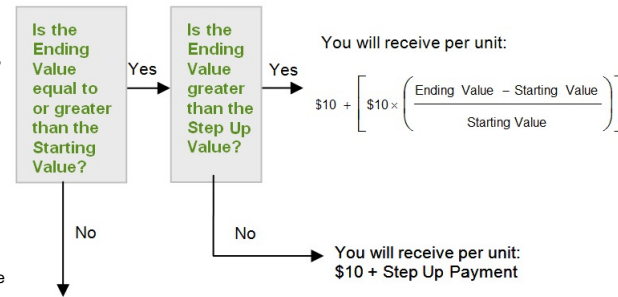 Is the
Ending
Value
equal to
or greater
than the
Starting
Value?
Yes
Is the
Ending
Value
greater
than the
Step Up
Value?
Yes
You will receive per unit:
$10 + [ $10 × ( Ending Value – Starting Value
Starting Value ) ]
No
No
You will receive per unit:
$10 + Step Up Payment
e